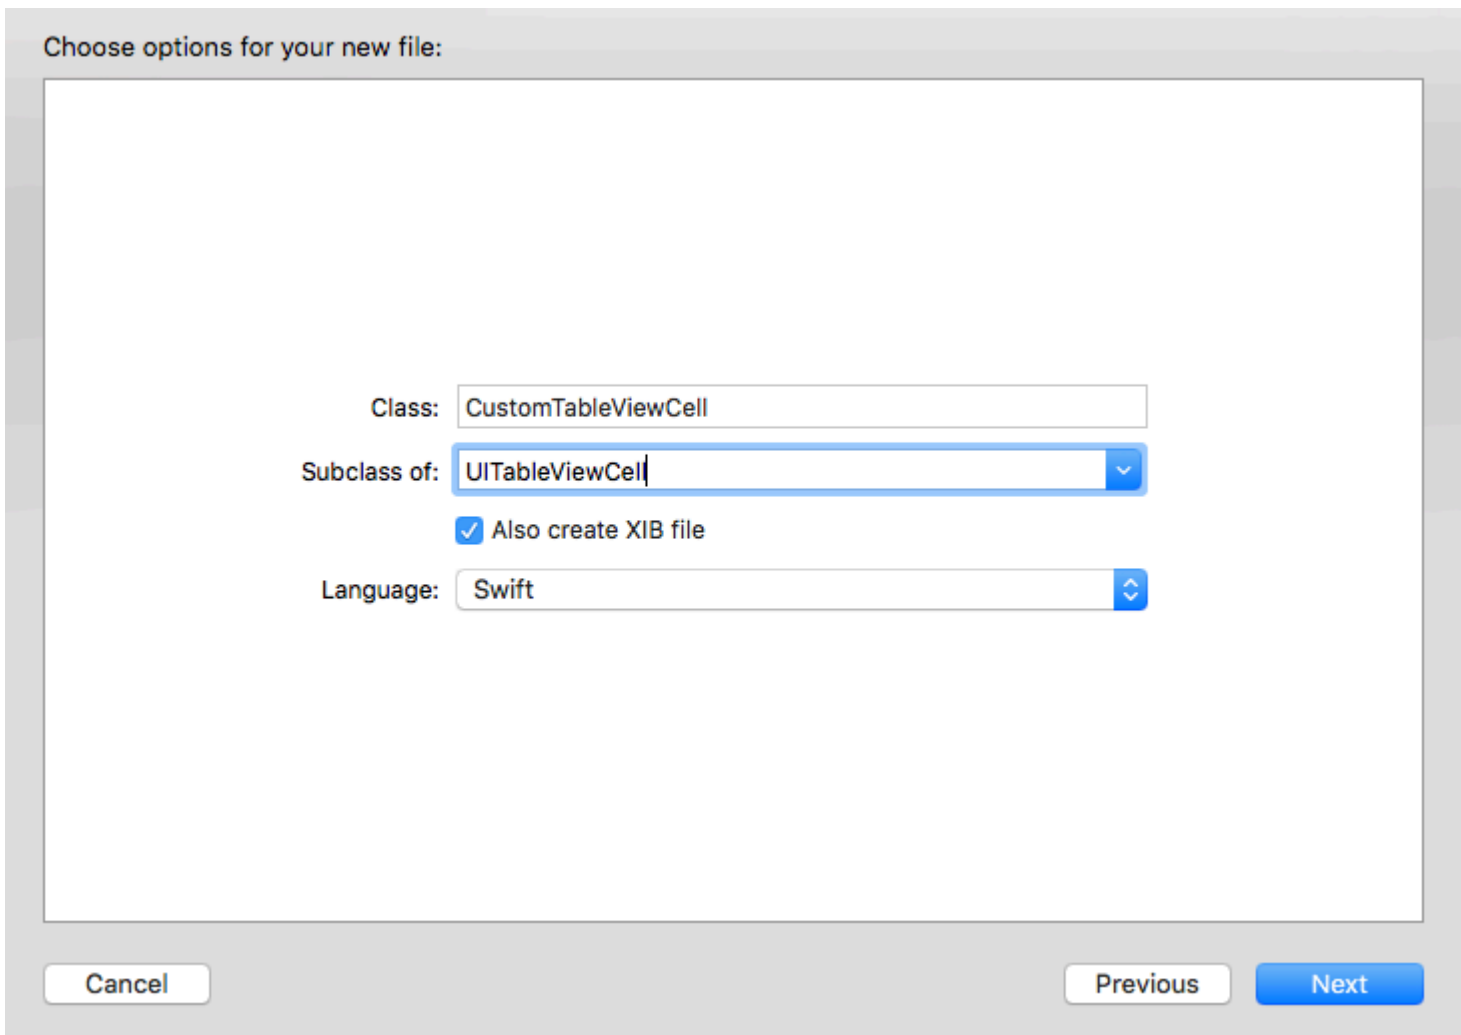 Choose options for your new file:
Class: CustomTableViewCell
Subclass of: UITableViewCell
Also create XIB file
Language: Swift
Cancel Previous Next